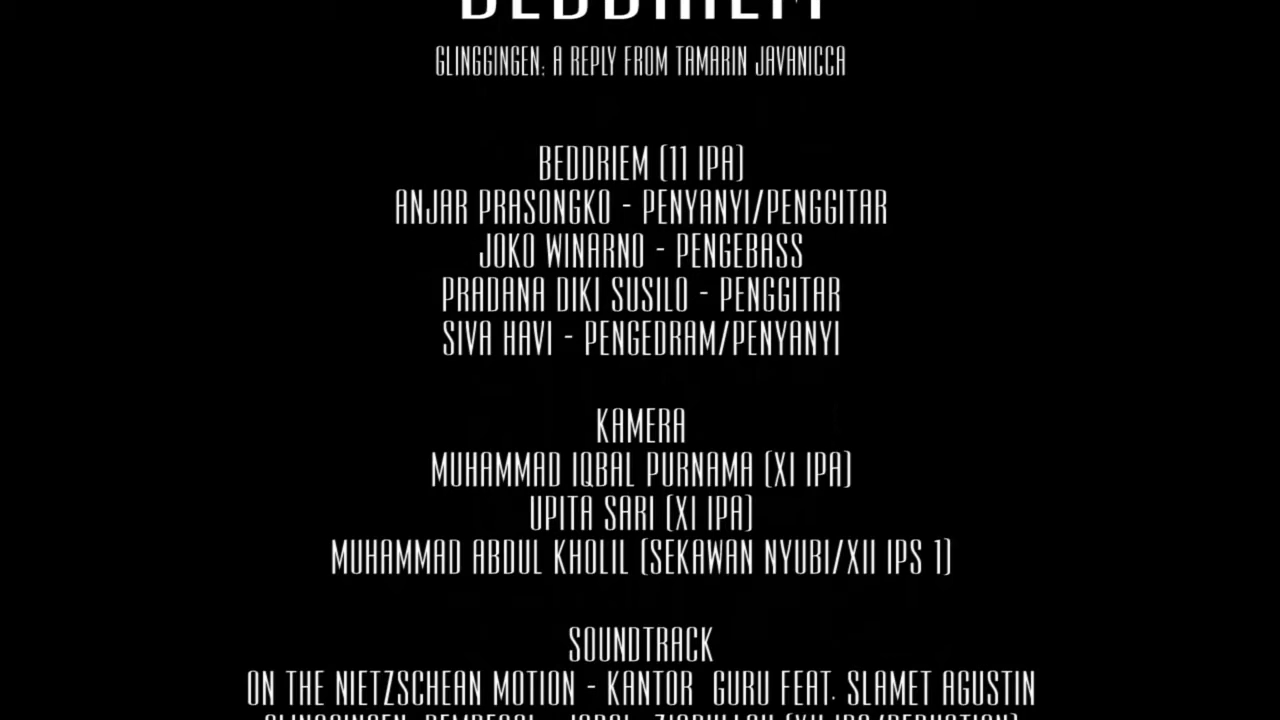 BEDDRIEM
GLINGGINGEN: A REPLY FROM TAMARIN JAVANICCA
BEDDRIEM (11 IPA)
ANJAR PRASONGKO - PENYANYI/PENGGITAR
JOKO WINARNO - PENGEBASS
PRADANA DIKI SUSILO - PENGGITAR
SIVA HAVI - PENGEDRAM/PENYANYI
KAMERA
MUHAMMAD IQBAL PURNAMA (XI IPA)
UPITA SARI (XI IPA)
MUHAMMAD ABDUL KHOLIL (SEKAWAN NYUBI/XII IPS 1)
SOUNDTRACK
ON THE NIETZSCHEAN MOTION - KANTOR GURU FEAT. SLAMET AGUSTIN